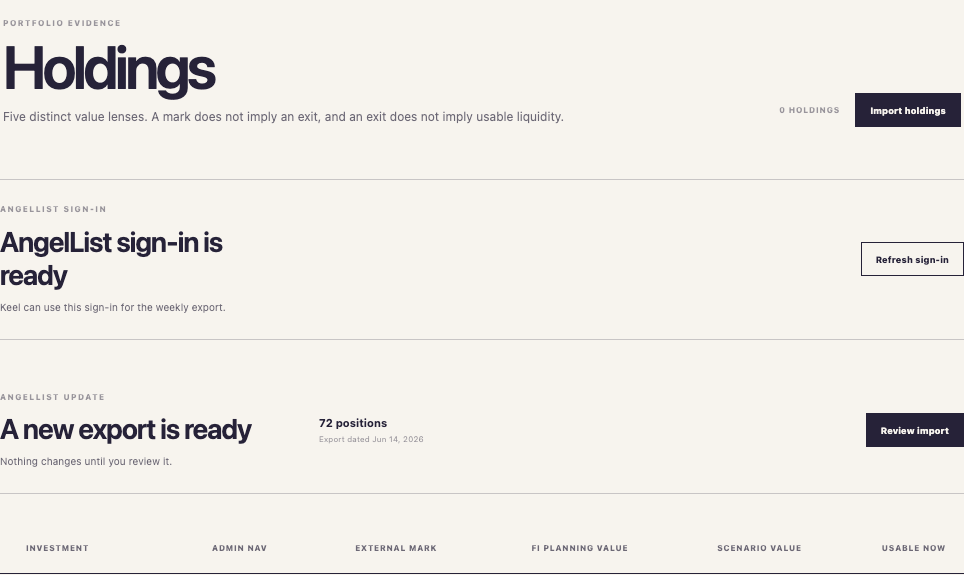 PORTFOLIO EVIDENCE
Holdings
Five distinct value lenses. A mark does not imply an exit, and an exit does not imply usable liquidity.
0 HOLDINGS
Import holdings
ANGELLIST SIGN-IN
AngelList sign-in is
ready
Keel can use this sign-in for the weekly export.
Refresh sign-in
ANGELLIST UPDATE
A new export is ready
Nothing changes until you review it.
72 positions
Export dated Jun 14, 2026
Review import
INVESTMENT ADMIN NAV EXTERNAL MARK FI PLANNING VALUE SCENARIO VALUE USABLE NOW